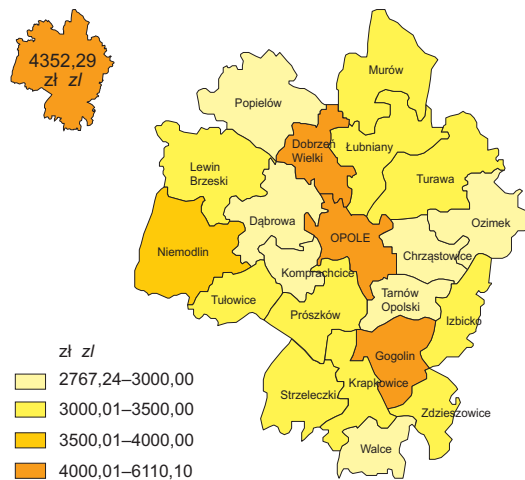 4352,29
zł zl
Murów
Popielów
Dobrzeń
Wielki
Łubniany
Lewin
Brzeski
Turawa
Dąbrowa
Ozimek
OPOLE
Niemodlin
Chrząstowice
Komprachcice
Tarnów
Opolski
Tułowice
Prószków
Izbicko
Gogolin
Strzeleczki
Krapkowice
Zdzieszowice
Walce
zł zl
2767,24–3000,00
3000,01–3500,00
3500,01–4000,00
4000,01–6110,10